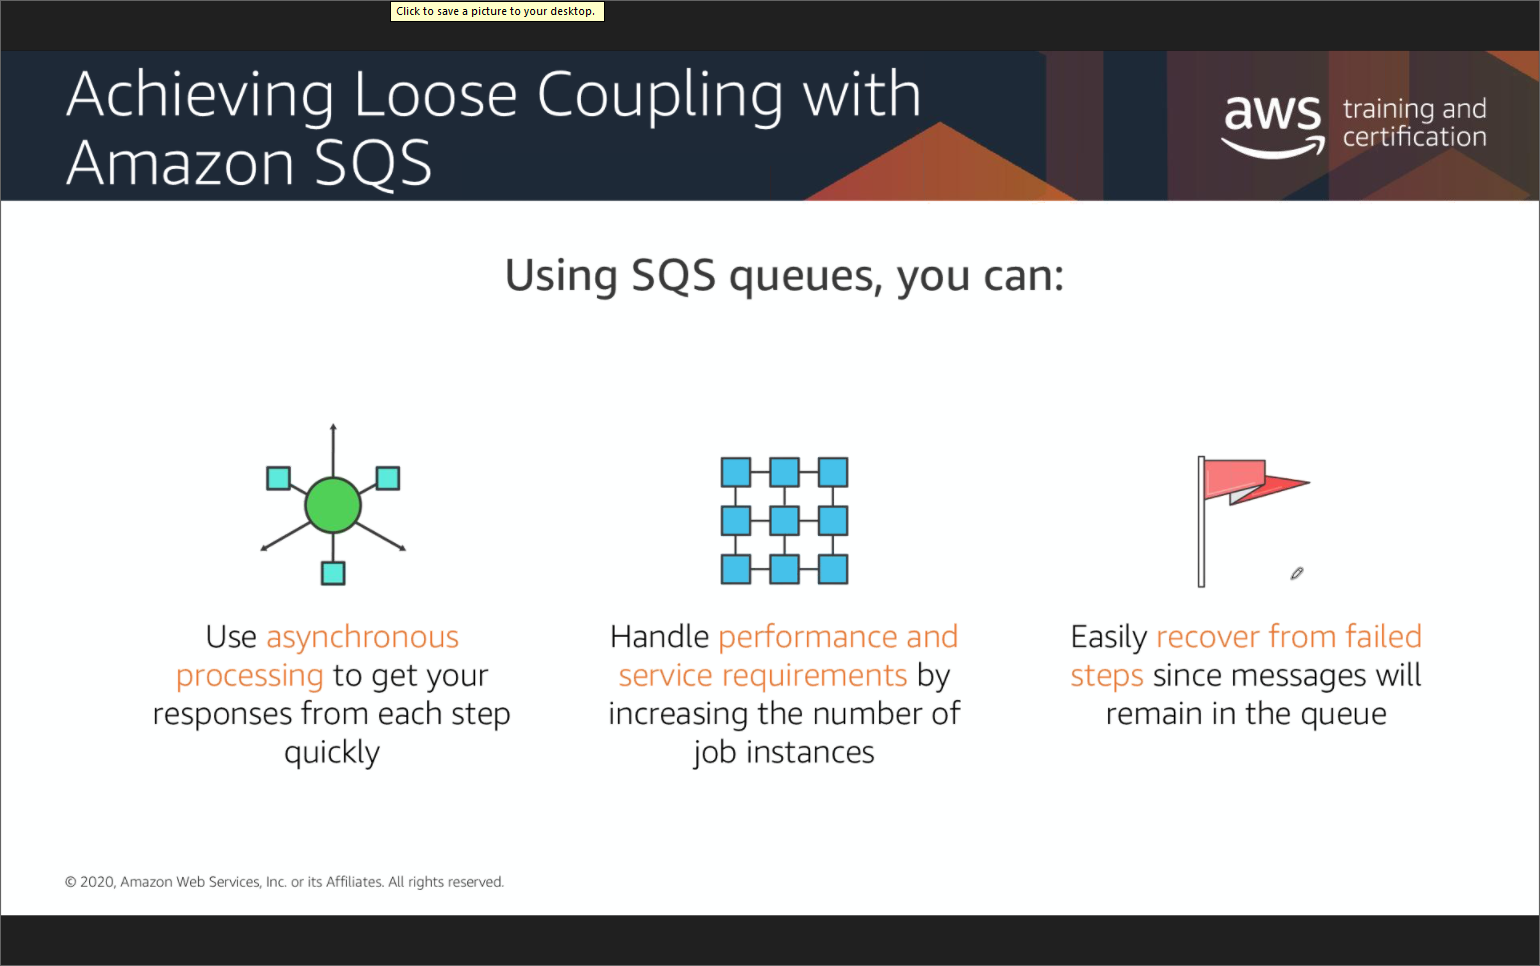 Click to save a picture to your desktop.
Achieving Loose Coupling with
Amazon SQS
aws training and
certification
Using SQS queues, you can:
Use asynchronous
processing to get your
responses from each step
quickly
Handle performance and
service requirements by
increasing the number of
job instances
Easily recover from failed
steps since messages will
remain in the queue
© 2020, Amazon Web Services, Inc. or its Affiliates. All rights reserved.